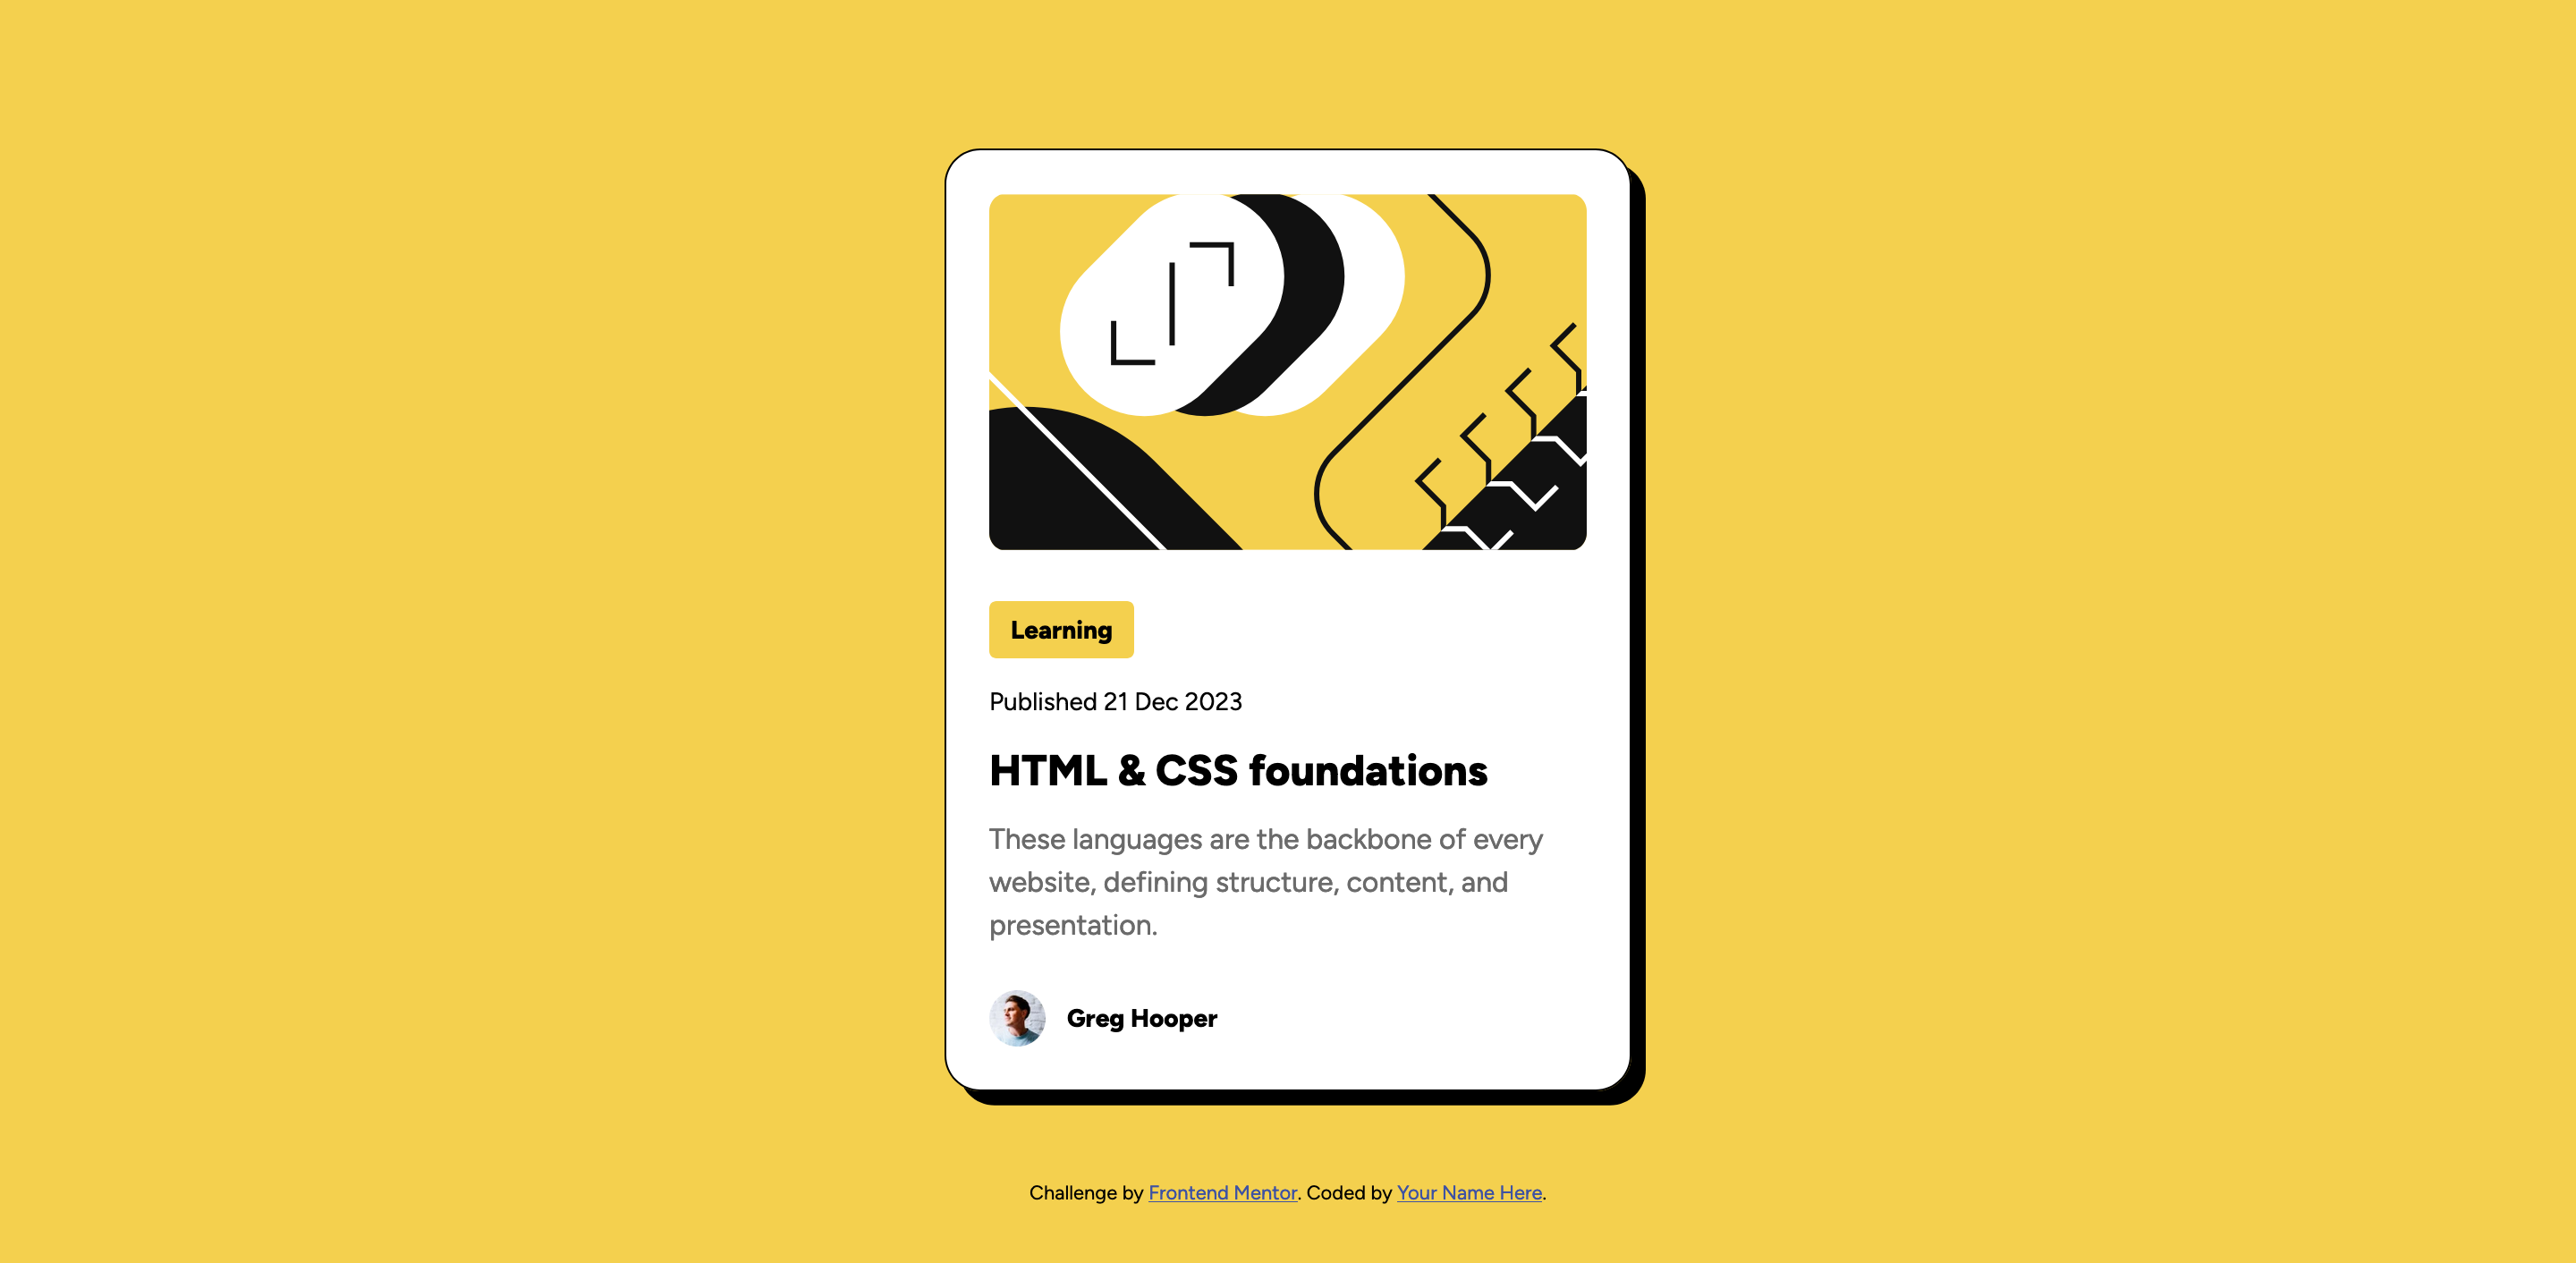 Learning
Published 21 Dec 2023
HTML & CSS foundations
These languages are the backbone of every
website, defining structure, content, and
presentation.
Greg Hooper
Challenge by Frontend Mentor. Coded by Your Name Here.